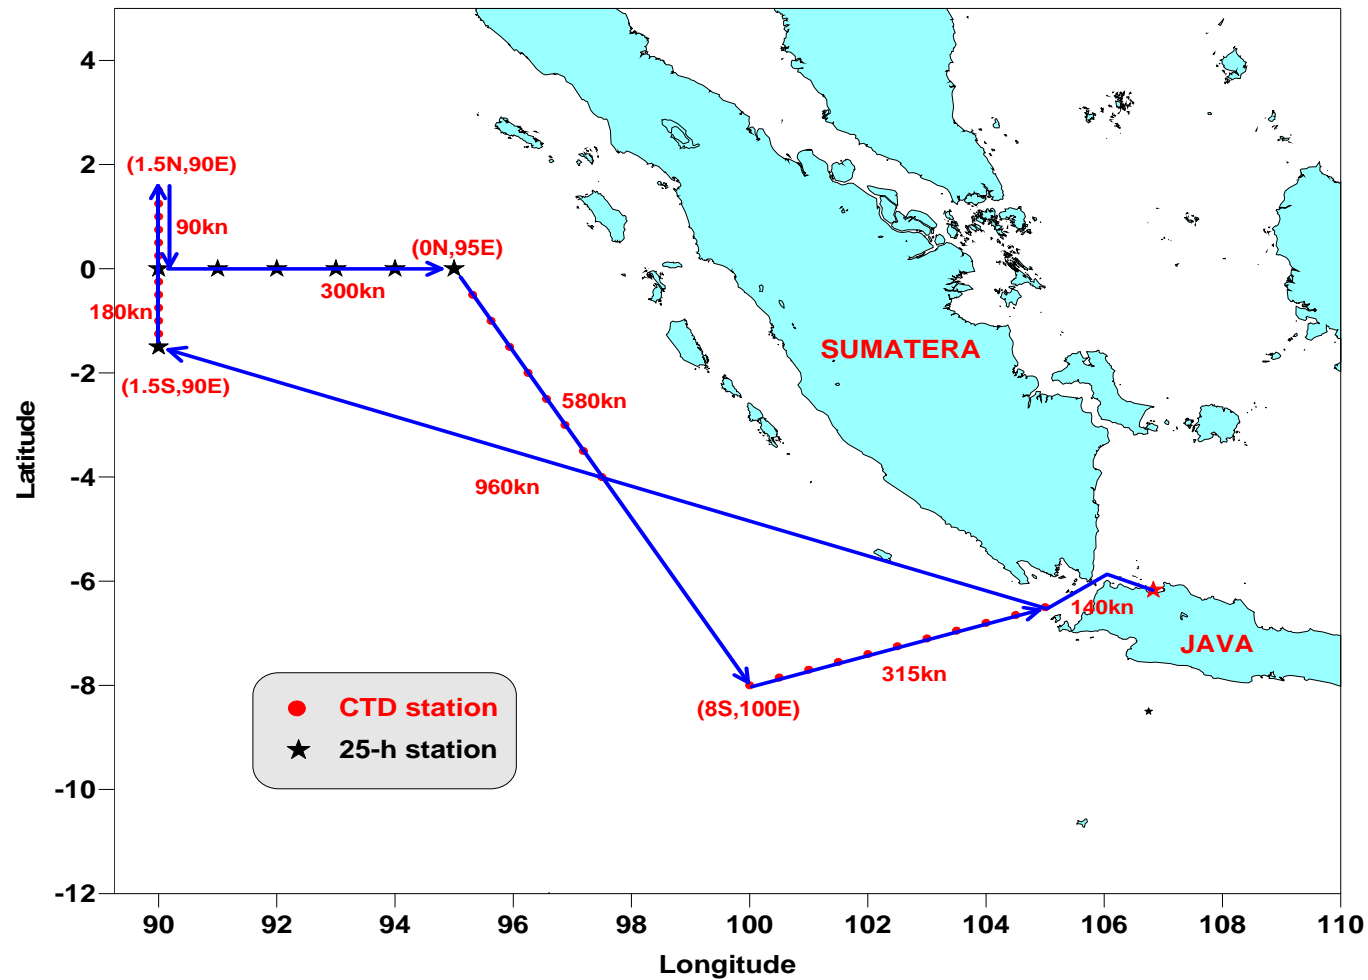 4
2
0
-2
-4
-6
-8
-10
-12
Latitude
(1.5N,90E)
90kn
(0N,95E)
300kn
180kn
(1.5S,90E)
SUMATERA
580kn
960kn
140kn
JAVA
315kn
(8S,100E)
CTD station
25-h station
90
92
94
96
98
100
102
104
106
108
110
Longitude